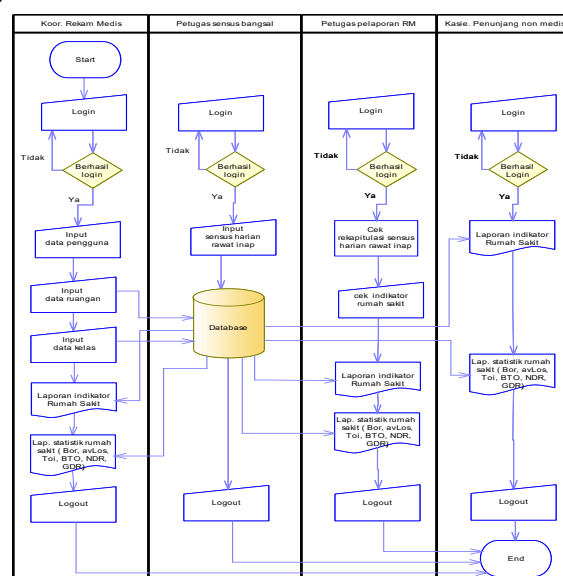 Koor. Rekam Medis
Petugas sensus bangsal
Petugas pelaporan RM
Kasie. Penunjang non medis
Start
Login
Tidak
Berhasil
login
Ya
Input
data pengguna
Input
data ruangan
Input
data kelas
Laporan indikator
Rumah Sakit
Lap. statistik rumah
sakit ( Bor, avLos,
Toi, BTO, NDR,
GDR)
Logout
Login
Tidak
Berhasil
login
Ya
Input
sensus harian
rawat inap
Database
Logout
Login
Tidak
Berhasil
login
Ya
Cek
rekapitulasi sensus
harian rawat inap
cek indikator
rumah sakit
Laporan indikator
Rumah Sakit
Lap. statistik rumah
sakit ( Bor, avLos,
Toi, BTO, NDR,
GDR)
Logout
Login
Tidak
Berhasil
Login
Ya
Laporan indikator
Rumah Sakit
Lap. statistik rumah
sakit ( Bor, avLos,
Toi, BTO, NDR,
GDR)
Logout
End